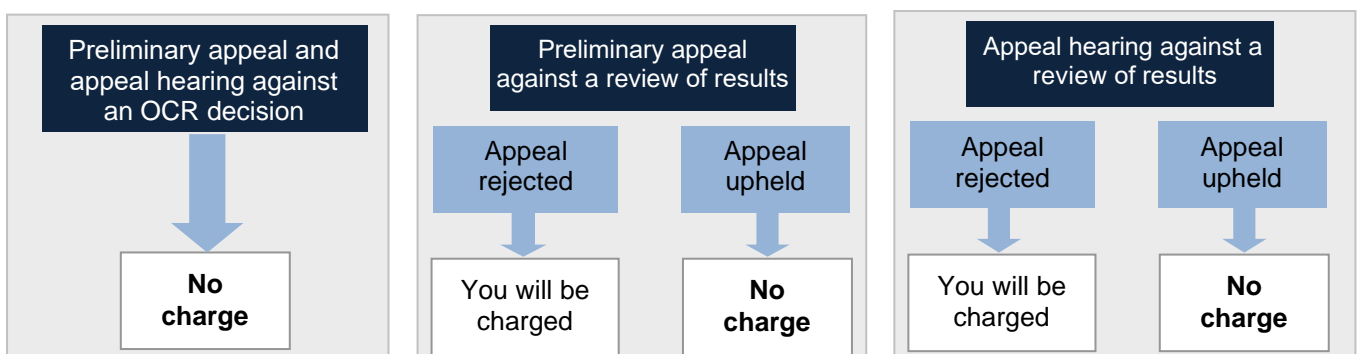 Preliminary appeal and
appeal hearing against
an OCR decision
No
charge
Preliminary appeal
against a review of results
Appeal
rejected
You will be
charged
Appeal
upheld
No
charge
Appeal hearing against a
review of results
Appeal
rejected
You will be
charged
Appeal
upheld
No
charge